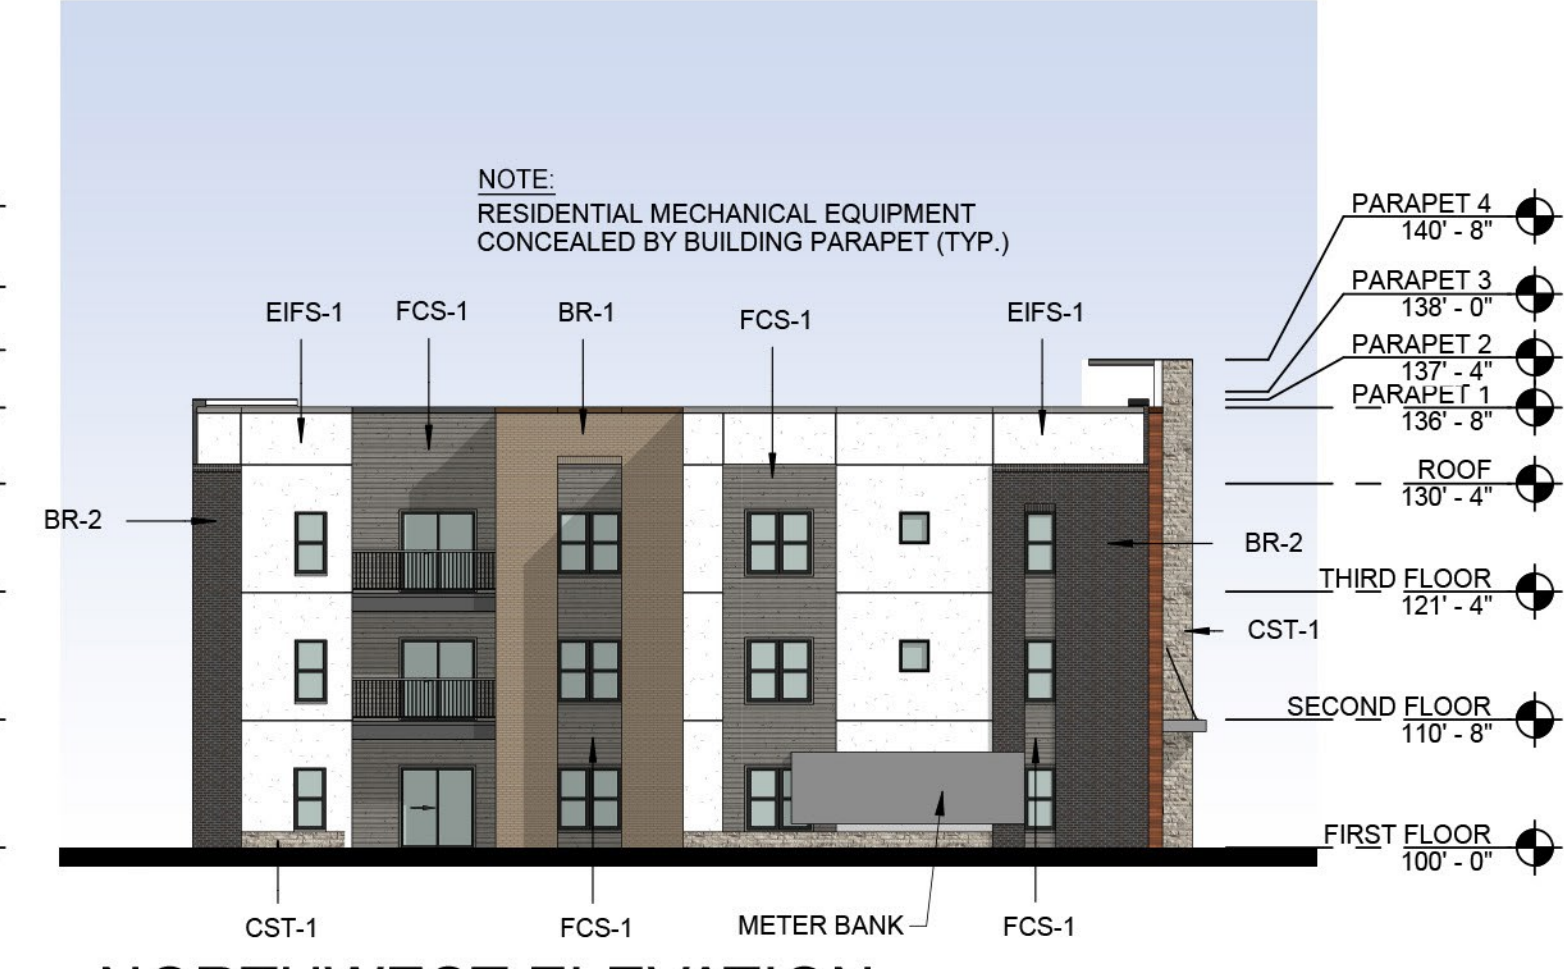 NOTE:
RESIDENTIAL MECHANICAL EQUIPMENT
CONCEALED BY BUILDING PARAPET (TYP.)
EIFS-1
FCS-1
BR-1
FCS-1
EIFS-1
PARAPET 4
140' - 8"
PARAPET 3
138' - 0"
PARAPET 2
137' - 4"
PARAPET 1
136' - 8"
ROOF
130' - 4"
BR-2
BR-2
THIRD FLOOR
121' - 4"
CST-1
SECOND FLOOR
110' - 8"
FIRST FLOOR
100' - 0"
CST-1
FCS-1
METER BANK
FCS-1
NORTHWEST ELEVATION